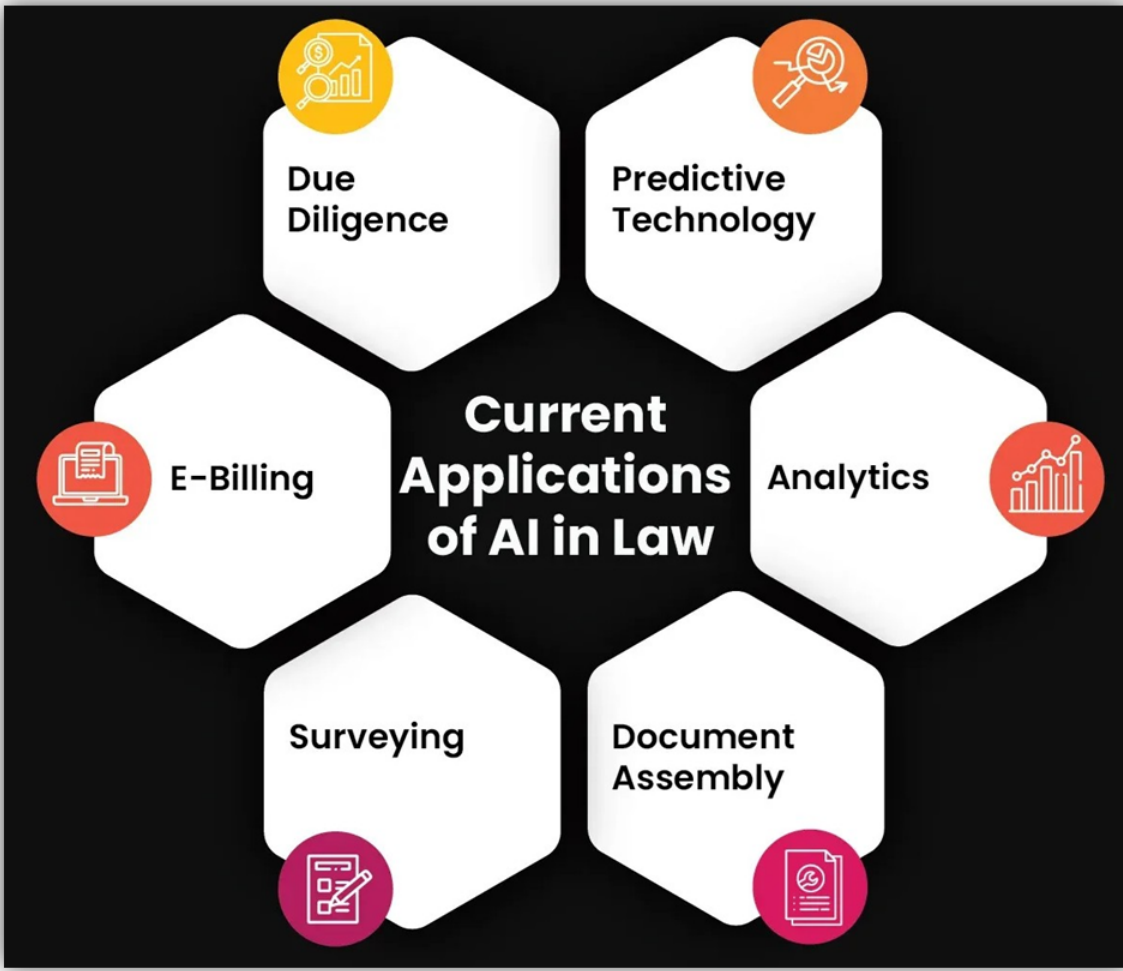 Due
Diligence
Predictive
Technology
E-Billing
Current
Applications
of AI in Law
Analytics
Surveying
Document
Assembly